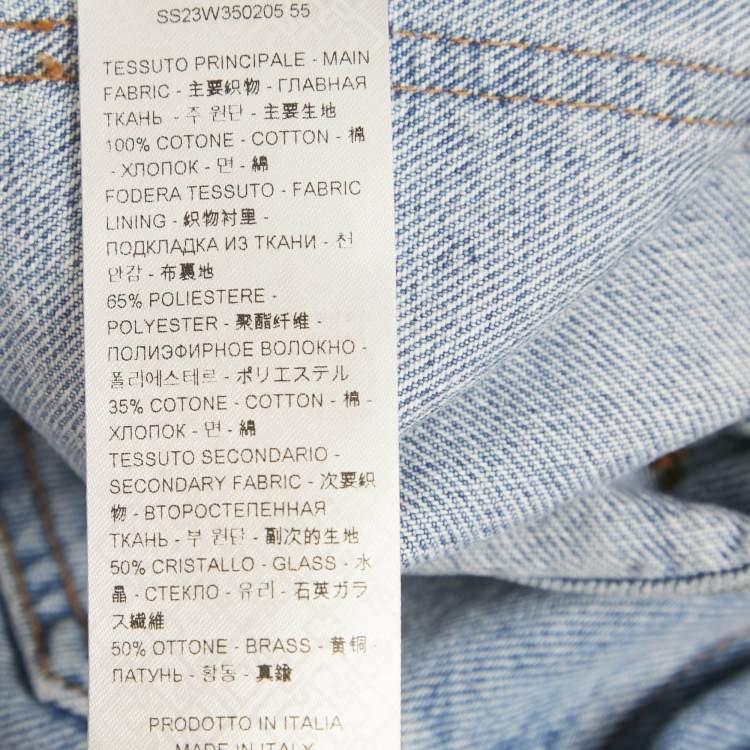 SS23W350205 55
TESSUTO PRINCIPALE - MAIN
FABRIC - 主要织物 - ГЛАВНАЯ
ТКАНЬ - 주 원단 - 主要生地
100% COTONE - COTTON - 棉
- ХЛОПОК - 면 - 綿
FODERA TESSUTO - FABRIC
LINING - 织物衬里 -
ПОДКЛАДКА ИЗ ТКАНИ - 천
안감 - 布裏地
65% POLIESTERE -
POLYESTER - 聚酯纤维 -
ПОЛИЭФИРНОЕ ВОЛОКНО -
폴리에스테르 - ポリエステル
35% COTONE - COTTON - 棉 -
ХЛОПОК - 면 - 綿
TESSUTO SECONDARIO -
SECONDARY FABRIC - 次要织
物 - ВТОРОСТЕПЕННАЯ
ТКАНЬ - 부 원단 - 副次的生地
50% CRISTALLO - GLASS - 水
晶 - СТЕКЛО - 유리 - 石英ガラ
ス繊維
50% OTTONE - BRASS - 黄铜 -
ЛАТУНЬ - 황동 - 真鍮
PRODOTTO IN ITALIA
MADE IN ITALY